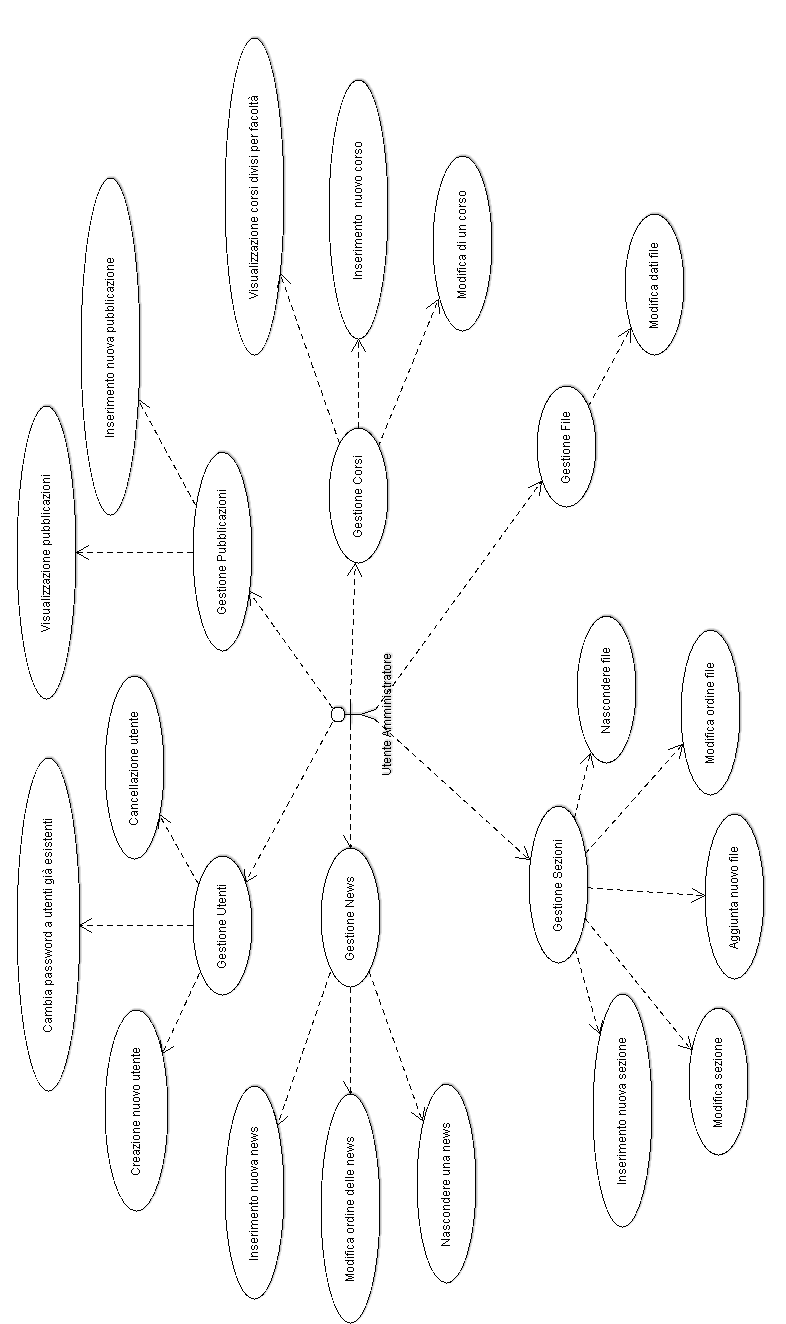 Creazione nuovo utente
Cambia password a utenti già esistenti
Cancellazione utente
Gestione Utenti
Visualizzazione pubblicazioni
Inserimento nuova pubblicazione
Gestione Pubblicazioni
Inserimento nuova news
Modifica ordine delle news
Nascondere una news
Gestione News
Utente Amministratore
Gestione Corsi
Visualizzazione corsi divisi per facoltà
Inserimento  nuovo corso
Modifica di un corso
Gestione File
Modifica dati file
Gestione Sezioni
Inserimento nuova sezione
Modifica sezione
Aggiunta nuovo file
Modifica ordine file
Nascondere file